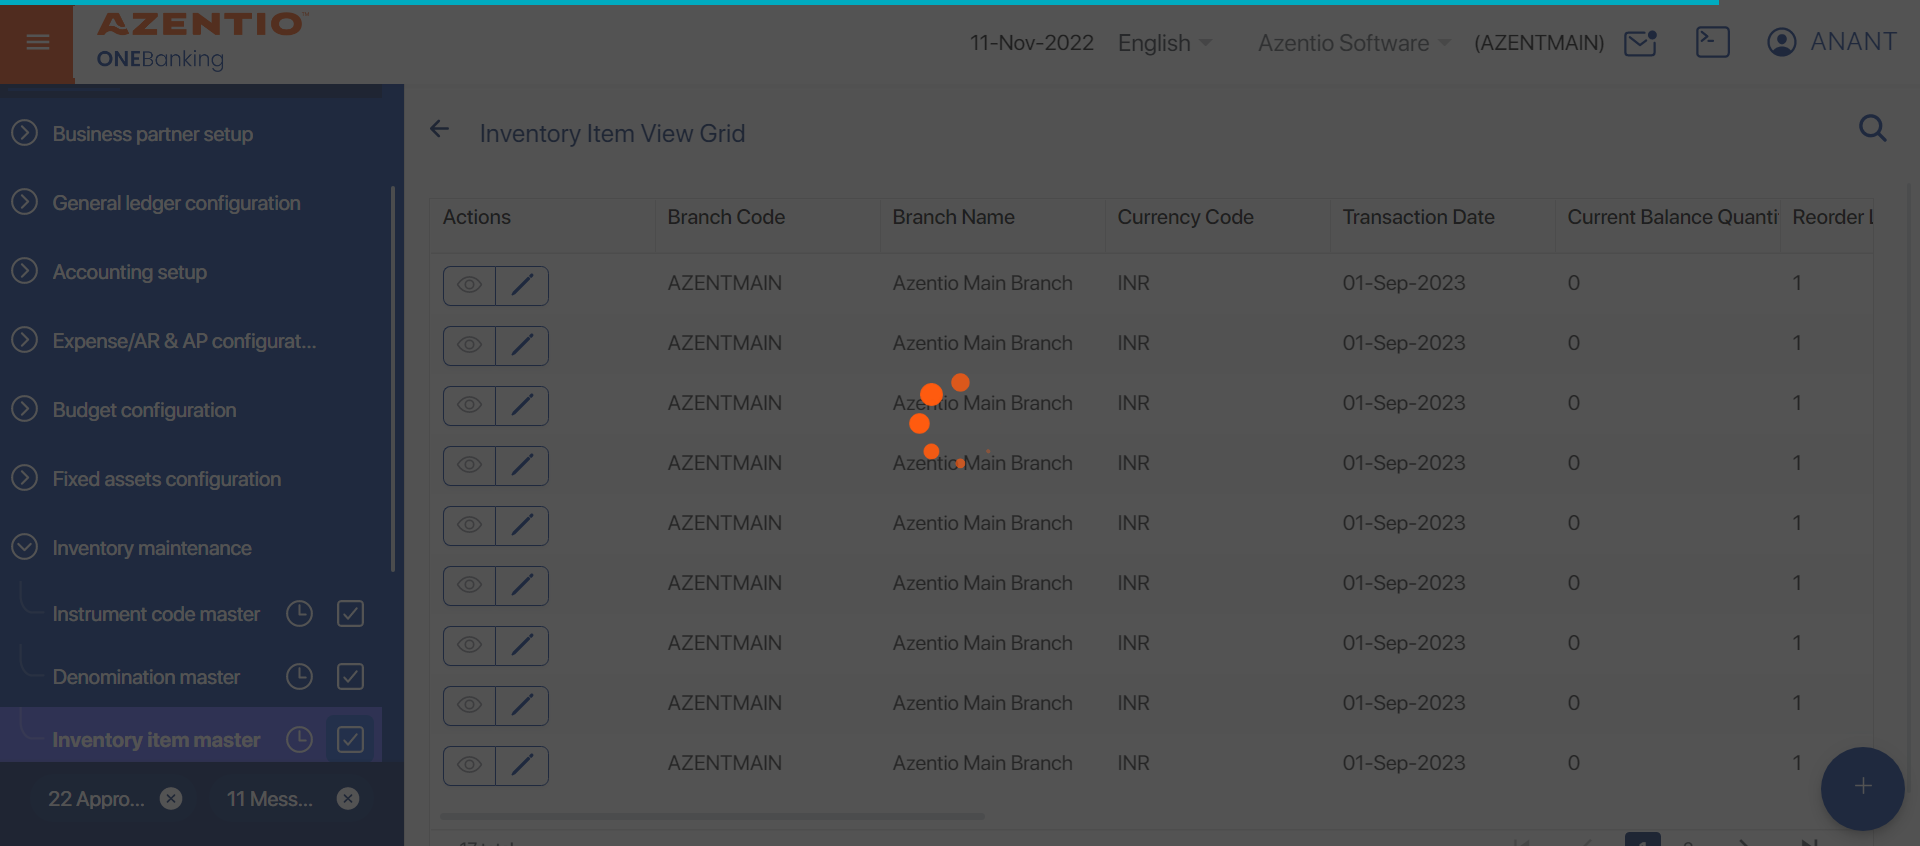 AZENTIO™
ONEBanking
11-Nov-2022 English Azentio Software (AZENTMAIN) ANANT
Business partner setup
General ledger configuration
Accounting setup
Expense/AR & AP configurat...
Budget configuration
Fixed assets configuration
Inventory maintenance
Instrument code master
Denomination master
Inventory item master
22 Appro... 11 Mess...
Inventory Item View Grid
Actions Branch Code Branch Name Currency Code Transaction Date Current Balance Quanti Reorder L
AZENTMAIN Azentio Main Branch INR 01-Sep-2023 0 1
AZENTMAIN Azentio Main Branch INR 01-Sep-2023 0 1
AZENTMAIN Azentio Main Branch INR 01-Sep-2023 0 1
AZENTMAIN Azentio Main Branch INR 01-Sep-2023 0 1
AZENTMAIN Azentio Main Branch INR 01-Sep-2023 0 1
AZENTMAIN Azentio Main Branch INR 01-Sep-2023 0 1
AZENTMAIN Azentio Main Branch INR 01-Sep-2023 0 1
AZENTMAIN Azentio Main Branch INR 01-Sep-2023 0 1
AZENTMAIN Azentio Main Branch INR 01-Sep-2023 0 1